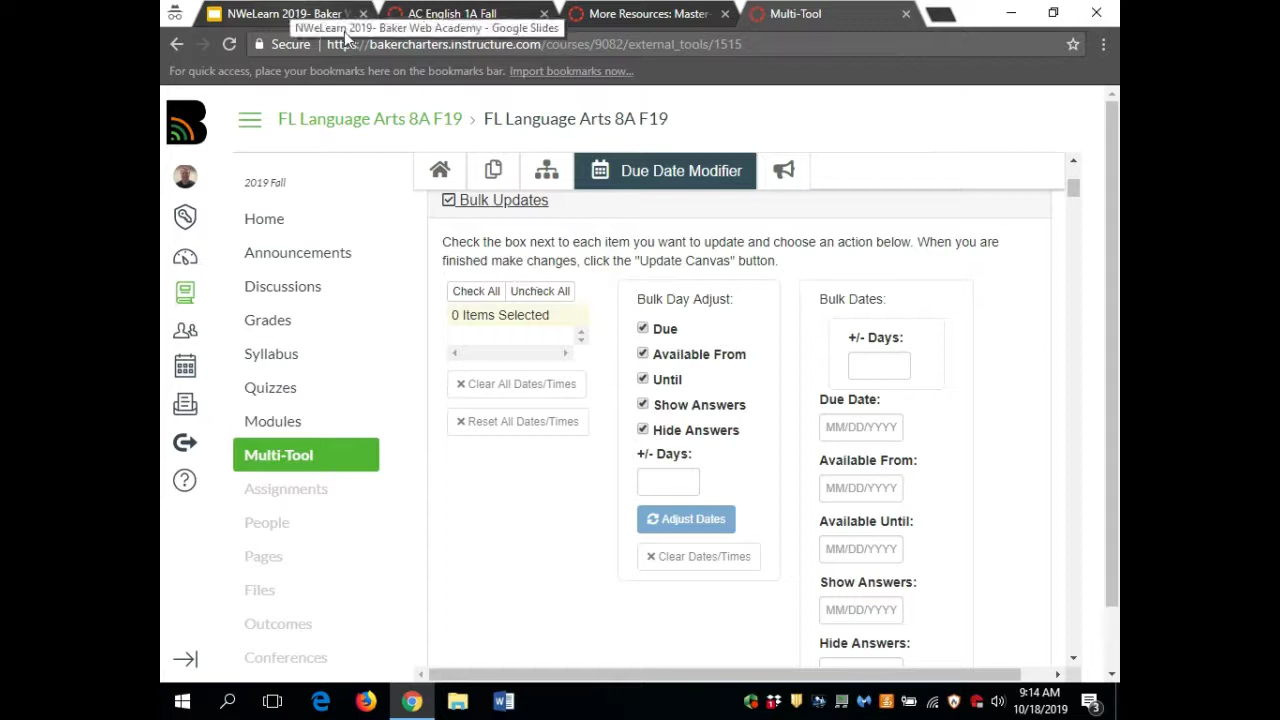 NWeLearn 2019- Baker
AC English 1A Fall
More Resources: Master-
Multi-Tool
NWeLearn 2019- Baker Web Academy - Google Slides
Secure
https://bakercharters.instructure.com/courses/9082/external_tools/1515
For quick access, place your bookmarks here on the bookmarks bar. Import bookmarks now...
FL Language Arts 8A F19 › FL Language Arts 8A F19
2019 Fall
Home
Announcements
Discussions
Grades
Syllabus
Quizzes
Modules
Multi-Tool
Assignments
People
Pages
Files
Outcomes
Conferences
Due Date Modifier
Bulk Updates
Check the box next to each item you want to update and choose an action below. When you are
finished make changes, click the "Update Canvas" button.
Check All
Uncheck All
0 Items Selected
Clear All Dates/Times
Reset All Dates/Times
Bulk Day Adjust:
Due
Available From
Until
Show Answers
Hide Answers
+/- Days:
Adjust Dates
Clear Dates/Times
Bulk Dates:
+/- Days:
Due Date:
MM/DD/YYYY
Available From:
MM/DD/YYYY
Available Until:
MM/DD/YYYY
Show Answers:
MM/DD/YYYY
Hide Answers:
9:14 AM
10/18/2019
3